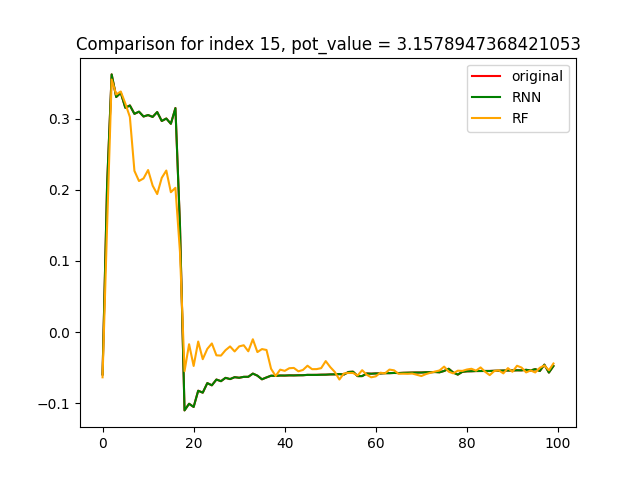 Comparison for index 15, pot_value = 3.1578947368421053
original
RNN
RF
0.3
0.2
0.1
0.0
−0.1
0
20
40
60
80
100